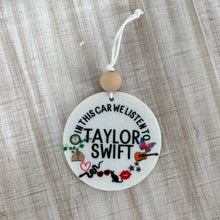 IN THIS CAR WE LISTEN TO
TAYLOR
SWIFT